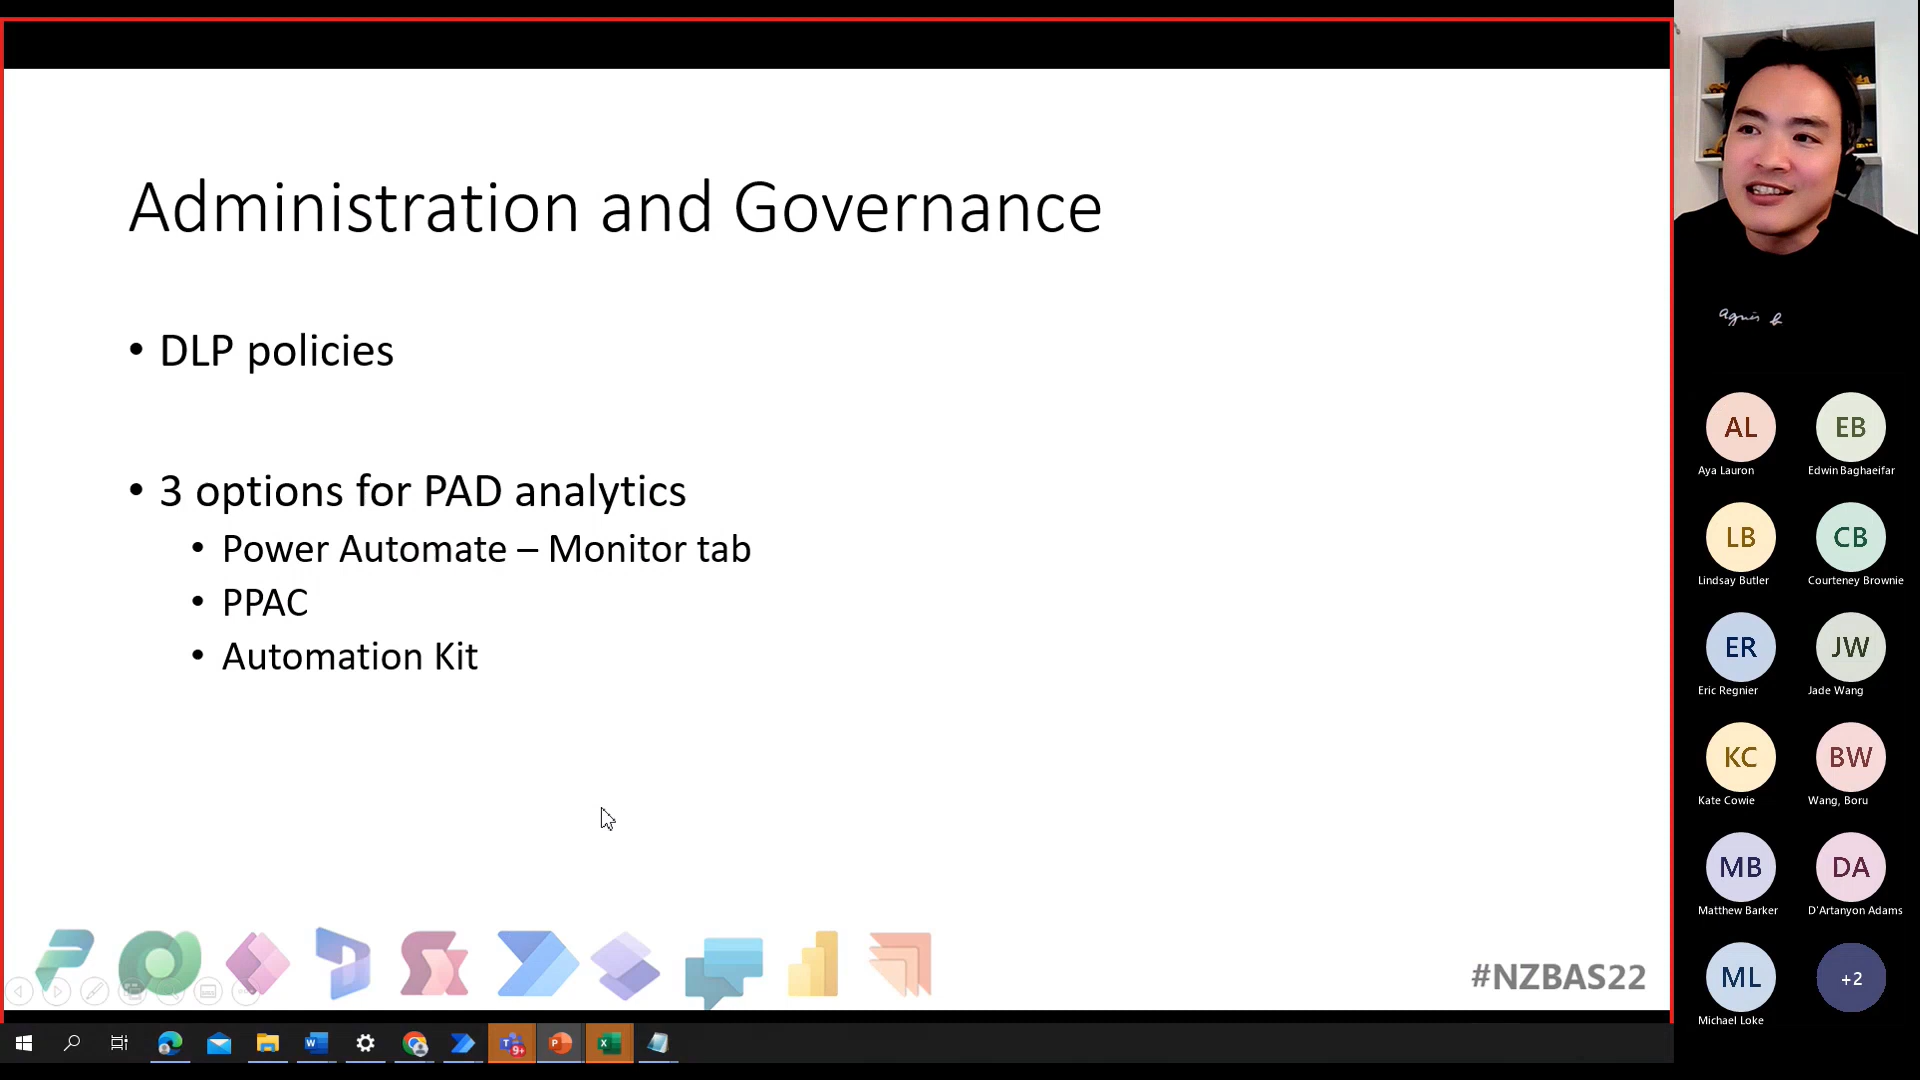 Administration and Governance
• DLP policies
• 3 options for PAD analytics
• Power Automate – Monitor tab
• PPAC
• Automation Kit
#NZBAS22
agnès b
AL
Aya Lauron
EB
Edwin Baghaeifar
LB
Lindsay Butler
CB
Courteney Brownie
ER
Eric Regnier
JW
Jade Wang
KC
Kate Cowie
BW
Wang, Boru
MB
Matthew Barker
DA
D'Artanyon Adams
ML
Michael Loke
+2
9+